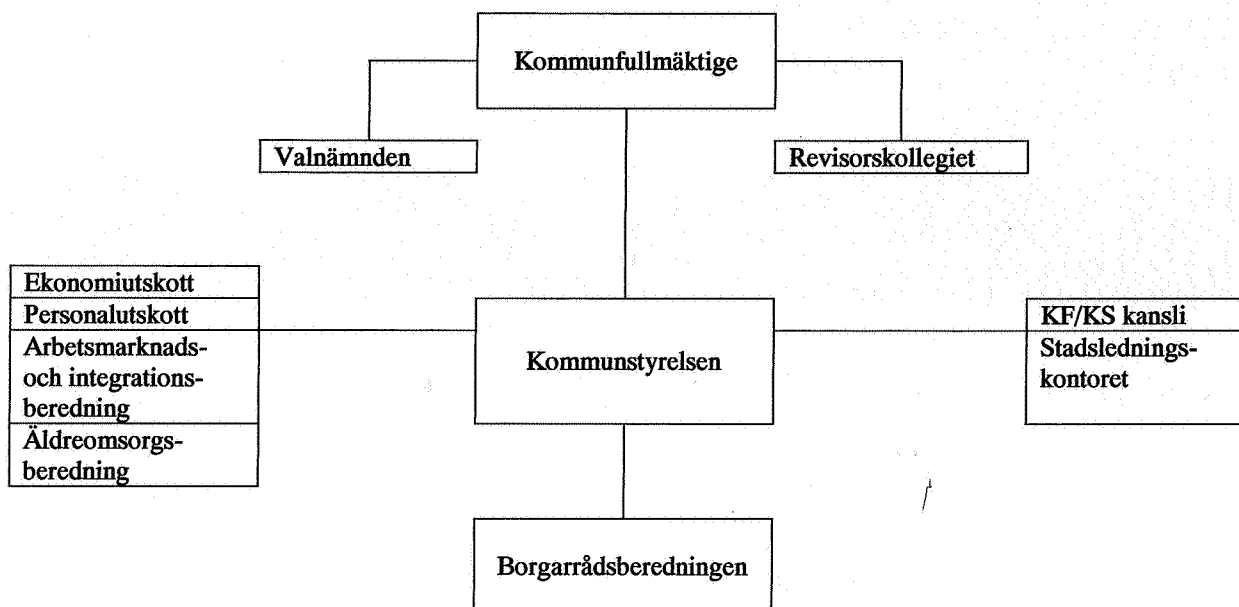 Kommunfullmäktige
Valnämnden
Revisorskollegiet
Ekonomiutskott
Personalutskott
Arbetsmarknads-
och integrations-
beredning
Äldreomsorgs-
beredning
Kommunstyrelsen
KF/KS kansli
Stadslednings-
kontoret
Borgarrådsberedningen